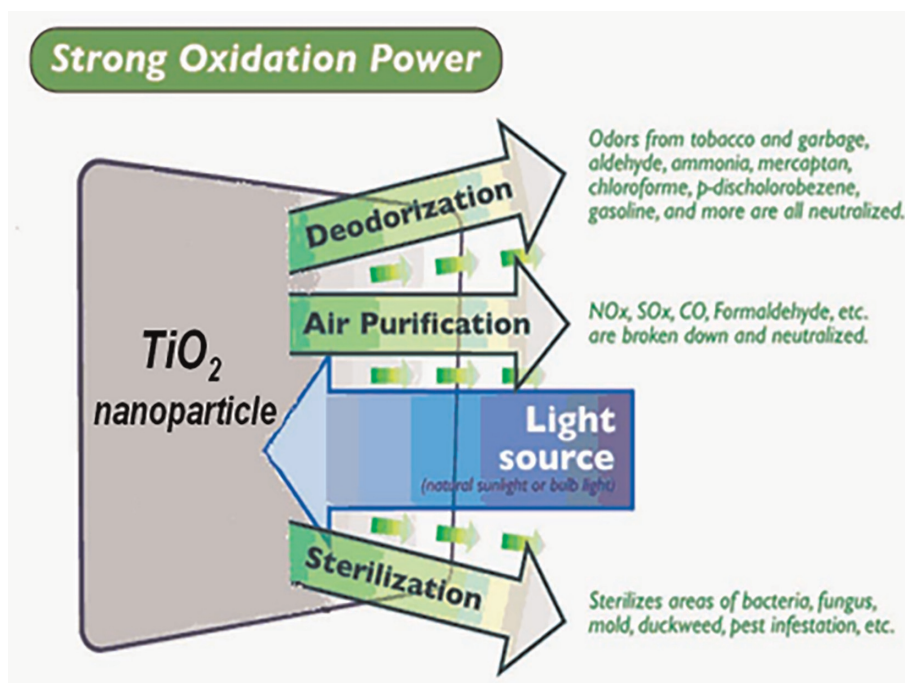 Strong Oxidation Power
Odors from tobacco and garbage,
aldehyde, ammonia, mercaptan,
chloroforme, p-discholorobezene,
gasoline, and more are all neutralized.
Deodorization
Air Purification
NOx, SOx, CO, Formaldehyde, etc.
are broken down and neutralized.
TiO₂
nanoparticle
Light
source
(natural sunlight or bulb light)
Sterilization
Sterilizes areas of bacteria, fungus,
mold, duckweed, pest infestation, etc.